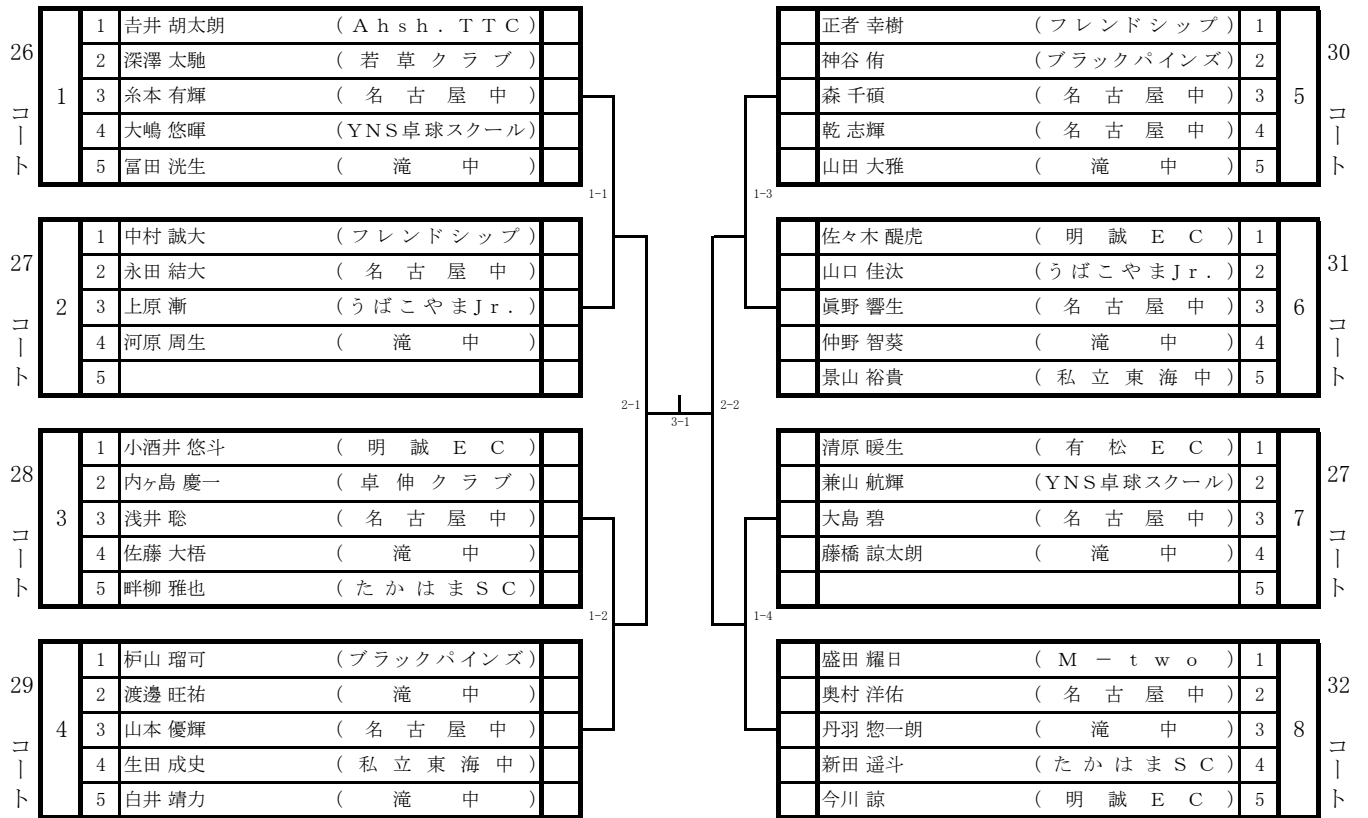 26コート
1
1 𠮷井 胡太朗 (Ahsh.TTC)
2 深澤 太馳 (若草クラブ)
3 糸本 有輝 (名古屋中)
4 大嶋 悠暉 (YNS卓球スクール)
5 冨田 洸生 (滝中)
27コート
2
1 中村 誠大 (フレンドシップ)
2 永田 結大 (名古屋中)
3 上原 漸 (うばこやまJr.)
4 河原 周生 (滝中)
5
28コート
3
1 小酒井 悠斗 (明誠EC)
2 内ヶ島 慶一 (卓伸クラブ)
3 浅井 聡 (名古屋中)
4 佐藤 大梧 (滝中)
5 畔柳 雅也 (たかはまSC)
29コート
4
1 枦山 瑠可 (ブラックパインズ)
2 渡邊 旺祐 (滝中)
3 山本 優輝 (名古屋中)
4 生田 成史 (私立東海中)
5 白井 靖力 (滝中)
1-1
1-2
2-1
3-1
2-2
1-3
1-4
正者 幸樹 (フレンドシップ) 1
神谷 侑 (ブラックパインズ) 2
森 千碩 (名古屋中) 3
乾 志輝 (名古屋中) 4
山田 大雅 (滝中) 5
5
30コート
佐々木 醍虎 (明誠EC) 1
山口 佳汰 (うばこやまJr.) 2
眞野 響生 (名古屋中) 3
仲野 智葵 (滝中) 4
景山 裕貴 (私立東海中) 5
6
31コート
清原 暖生 (有松EC) 1
兼山 航輝 (YNS卓球スクール) 2
大島 碧 (名古屋中) 3
藤橋 諒太朗 (滝中) 4
5
7
27コート
盛田 耀日 (M－two) 1
奥村 洋佑 (名古屋中) 2
丹羽 惣一朗 (滝中) 3
新田 遥斗 (たかはまSC) 4
今川 諒 (明誠EC) 5
8
32コート